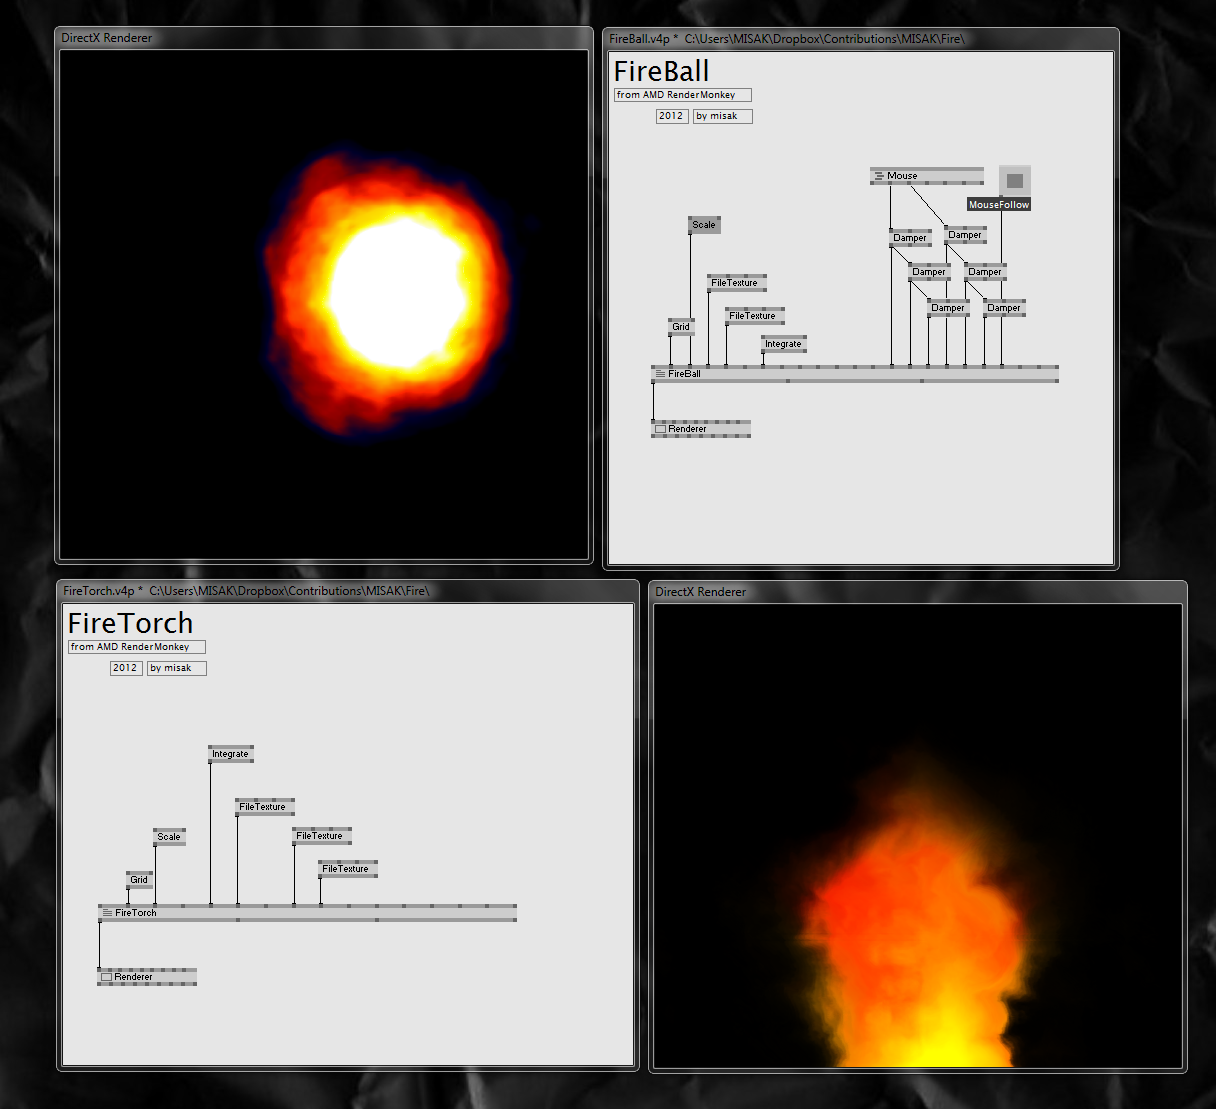 DirectX Renderer
FireBall.v4p * C:\Users\MISAK\Dropbox\Contributions\MISAK\Fire\
FireBall
from AMD RenderMonkey
2012 by misak
Mouse
MouseFollow
Scale
Damper Damper
Damper Damper
FileTexture
Damper Damper
FileTexture
Grid
Integrate
FireBall
Renderer
FireTorch.v4p * C:\Users\MISAK\Dropbox\Contributions\MISAK\Fire\
FireTorch
from AMD RenderMonkey
2012 by misak
Integrate
FileTexture
Scale
FileTexture
FileTexture
Grid
FireTorch
Renderer
DirectX Renderer